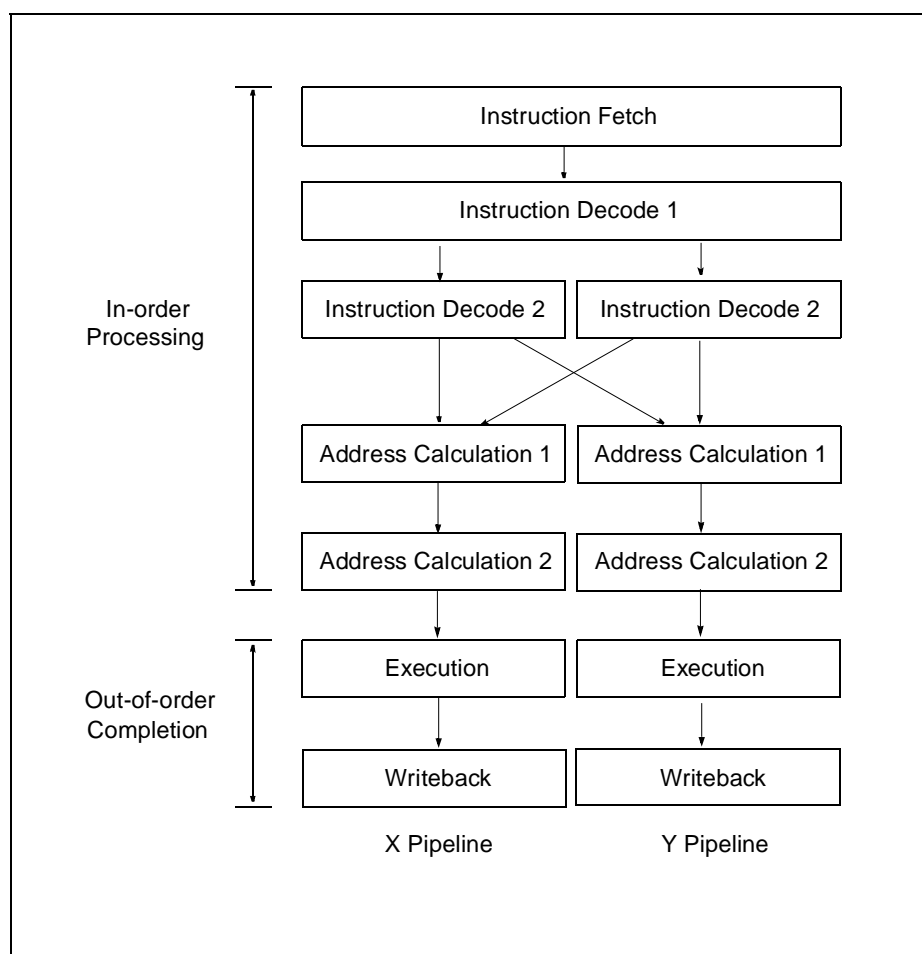 Instruction Fetch
Instruction Decode 1
In-order
Processing
Instruction Decode 2
Instruction Decode 2
Address Calculation 1
Address Calculation 1
Address Calculation 2
Address Calculation 2
Out-of-order
Completion
Execution
Execution
Writeback
Writeback
X Pipeline
Y Pipeline